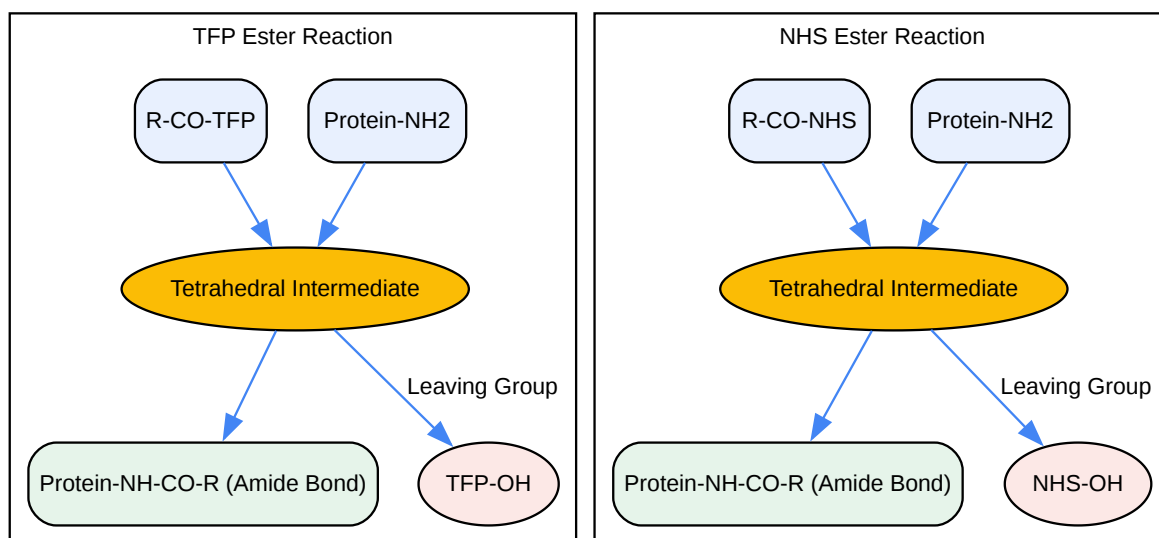 TFP Ester Reaction
R-CO-TFP
Protein-NH2
Tetrahedral Intermediate
Leaving Group
Protein-NH-CO-R (Amide Bond)
TFP-OH
NHS Ester Reaction
R-CO-NHS
Protein-NH2
Tetrahedral Intermediate
Leaving Group
Protein-NH-CO-R (Amide Bond)
NHS-OH